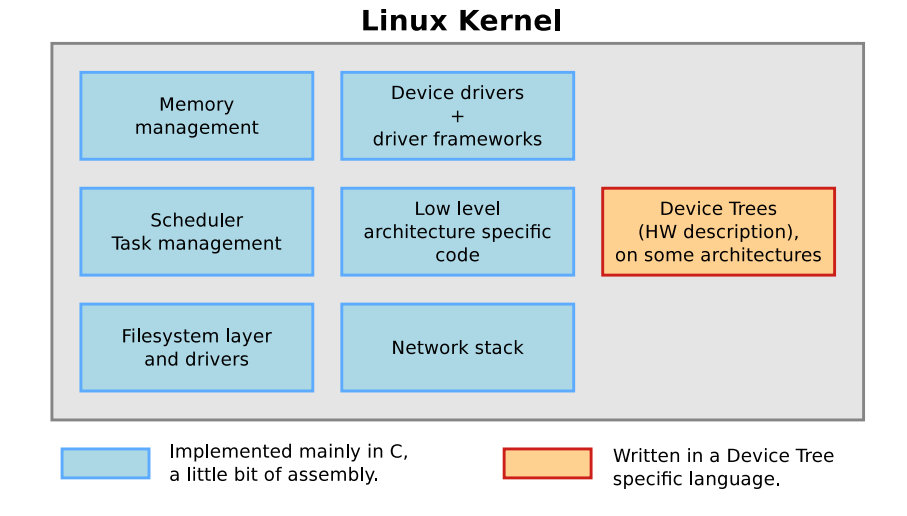 Linux Kernel
Memory
management
Device drivers
+
driver frameworks
Scheduler
Task management
Low level
architecture specific
code
Device Trees
(HW description),
on some architectures
Filesystem layer
and drivers
Network stack
Implemented mainly in C,
a little bit of assembly.
Written in a Device Tree
specific language.